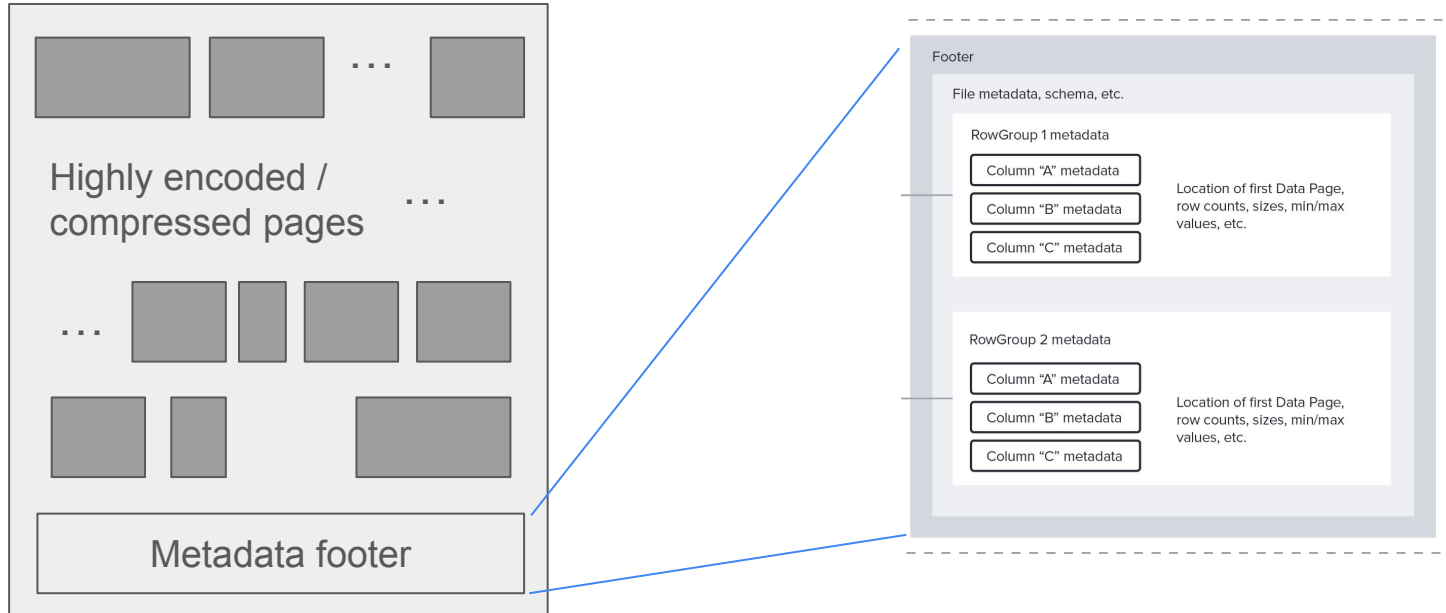 ...
Highly encoded /
compressed pages
...
...
Metadata footer
Footer
File metadata, schema, etc.
RowGroup 1 metadata
Column “A” metadata
Column “B” metadata
Column “C” metadata
Location of first Data Page,
row counts, sizes, min/max
values, etc.
RowGroup 2 metadata
Column “A” metadata
Column “B” metadata
Column “C” metadata
Location of first Data Page,
row counts, sizes, min/max
values, etc.